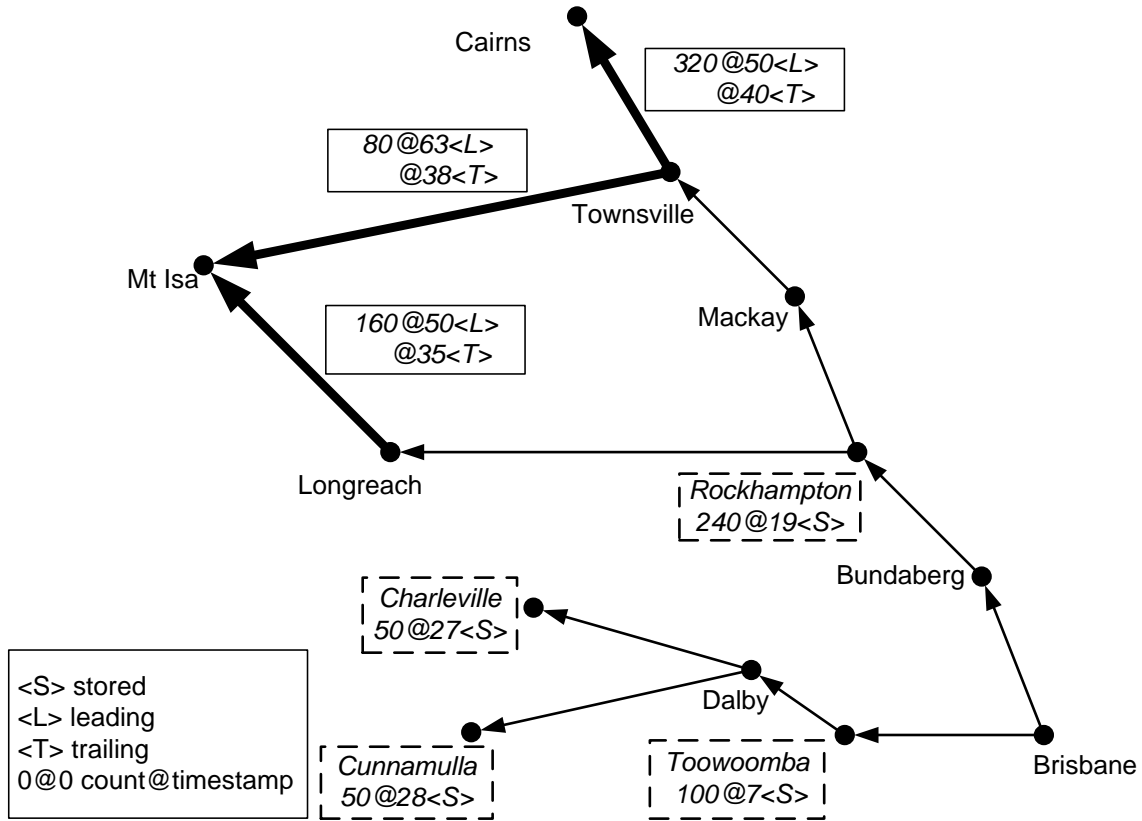 Cairns
320@50<L>
@40<T>
80@63<L>
@38<T>
Townsville
Mt Isa
Mackay
160@50<L>
@35<T>
Longreach
Rockhampton
240@19<S>
Bundaberg
Charleville
50@27<S>
Dalby
Cunnamulla
50@28<S>
Toowoomba
100@7<S>
Brisbane
<S> stored
<L> leading
<T> trailing
0@0 count@timestamp